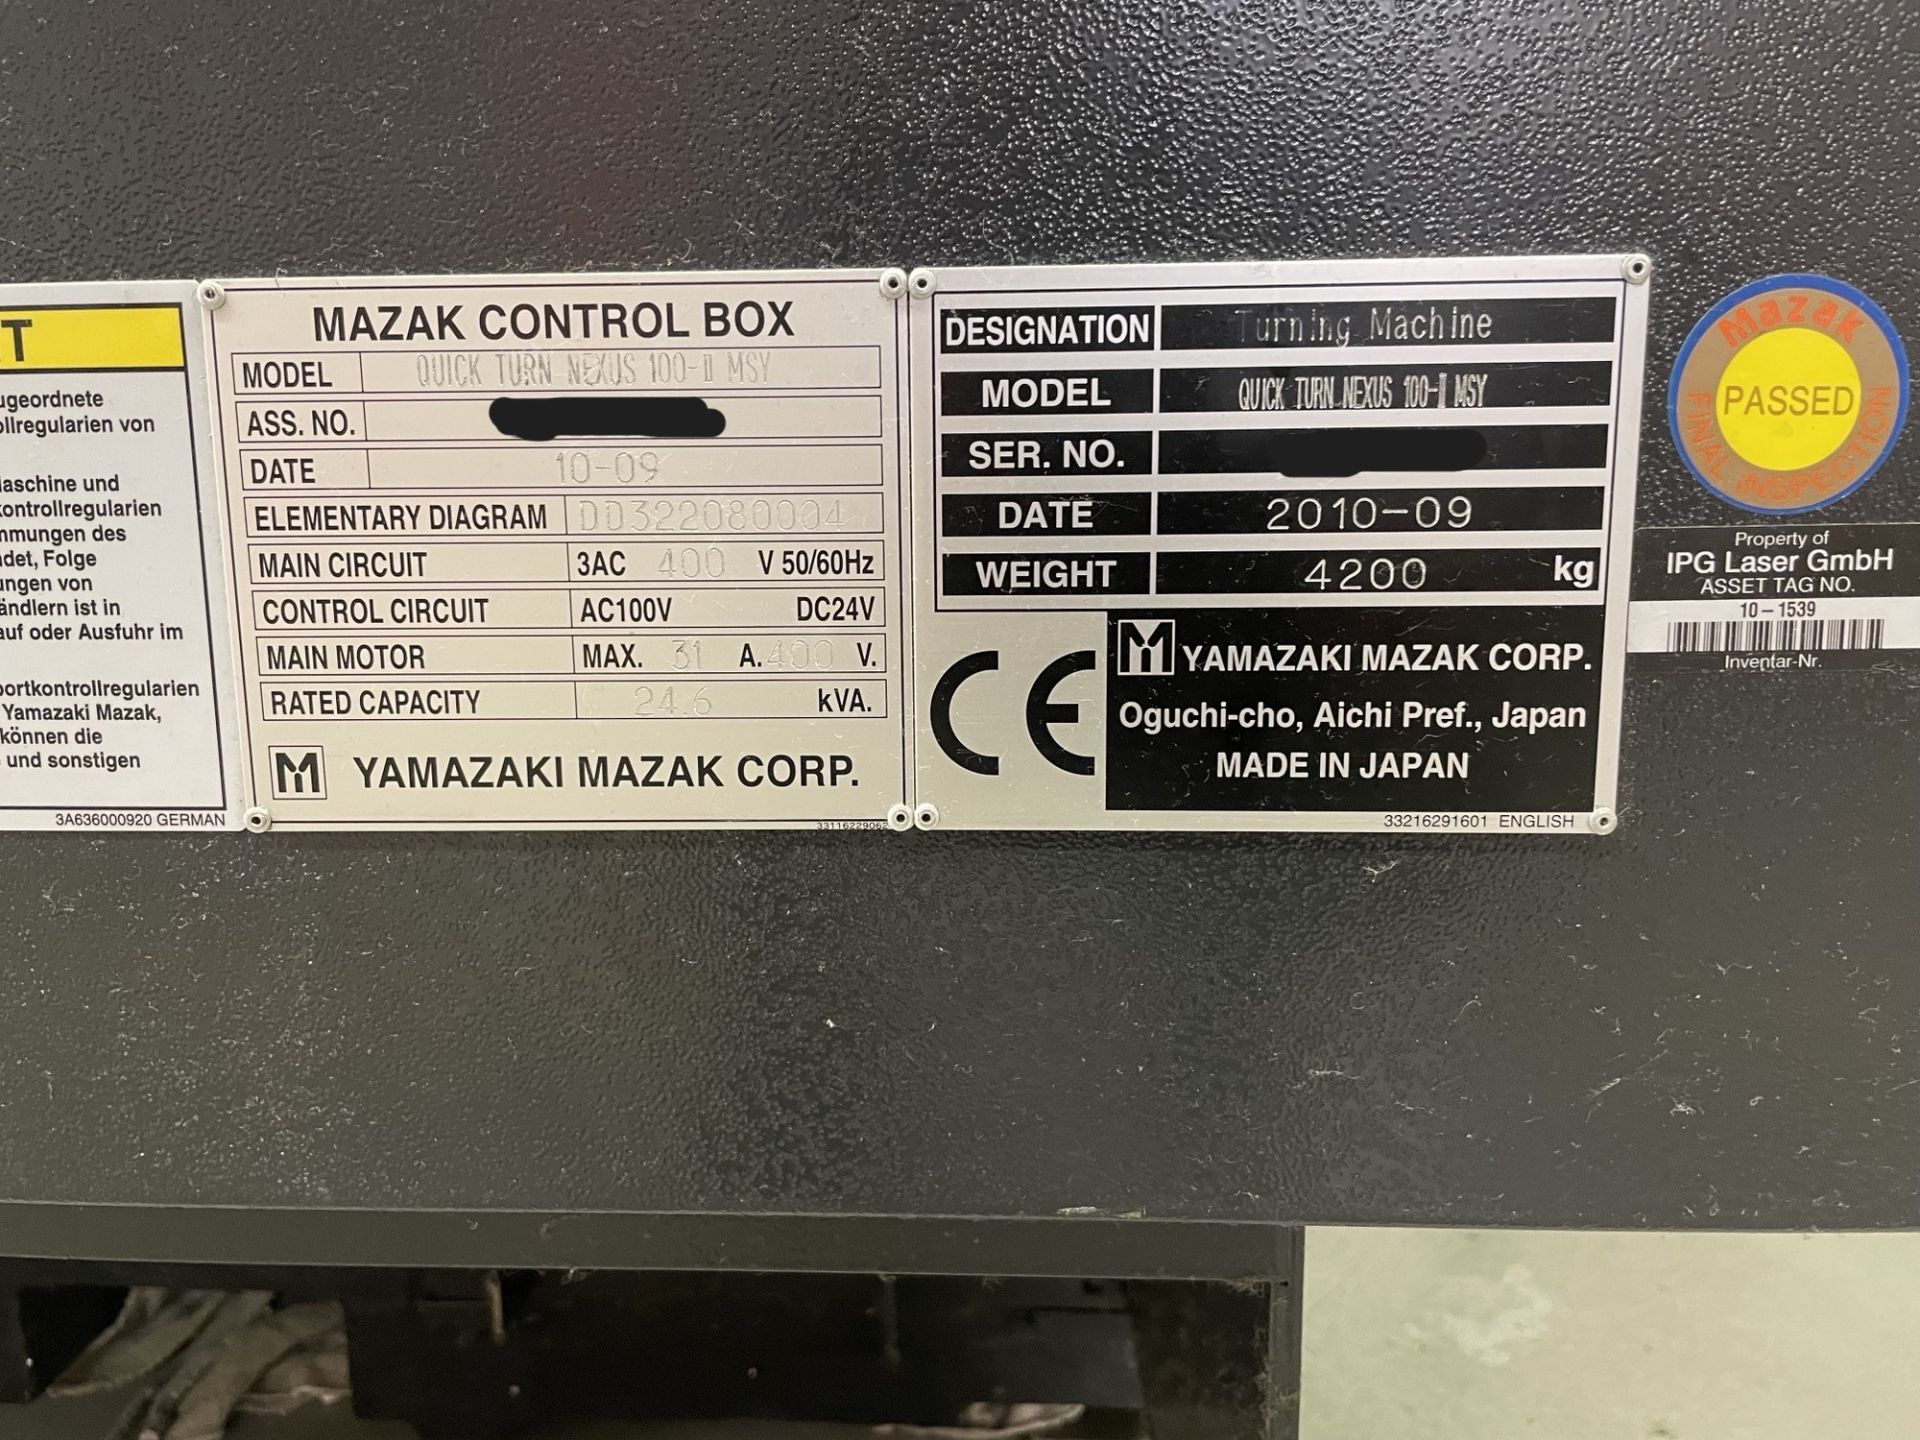 ugeordnete
ollregularien von
kontrollregularien
mmungen des
ndet, Folge
ungen von
ändlern ist in
auf oder Ausfuhr im
portkontrollregularien
Yamazaki Mazak,
können die
und sonstigen
3A636000920 GERMAN
MAZAK CONTROL BOX
MODEL QUICK TURN NEXUS 100-II MSY
ASS. NO.
DATE 10-09
ELEMENTARY DIAGRAM DD322080004
MAIN CIRCUIT 3AC 400 V 50/60Hz
CONTROL CIRCUIT AC100V DC24V
MAIN MOTOR MAX. 31 A. 400 V.
RATED CAPACITY 24.6 kVA.
YAMAZAKI MAZAK CORP.
33116229062
DESIGNATION Turning Machine
MODEL QUICK TURN NEXUS 100-II MSY
SER. NO.
DATE 2010-09
WEIGHT 4200 kg
CE
YAMAZAKI MAZAK CORP.
Oguchi-cho, Aichi Pref., Japan
MADE IN JAPAN
33216291601 ENGLISH
Mazak
PASSED
FINAL INSPECTION
Property of
IPG Laser GmbH
ASSET TAG NO.
10-1539
Inventar-Nr.